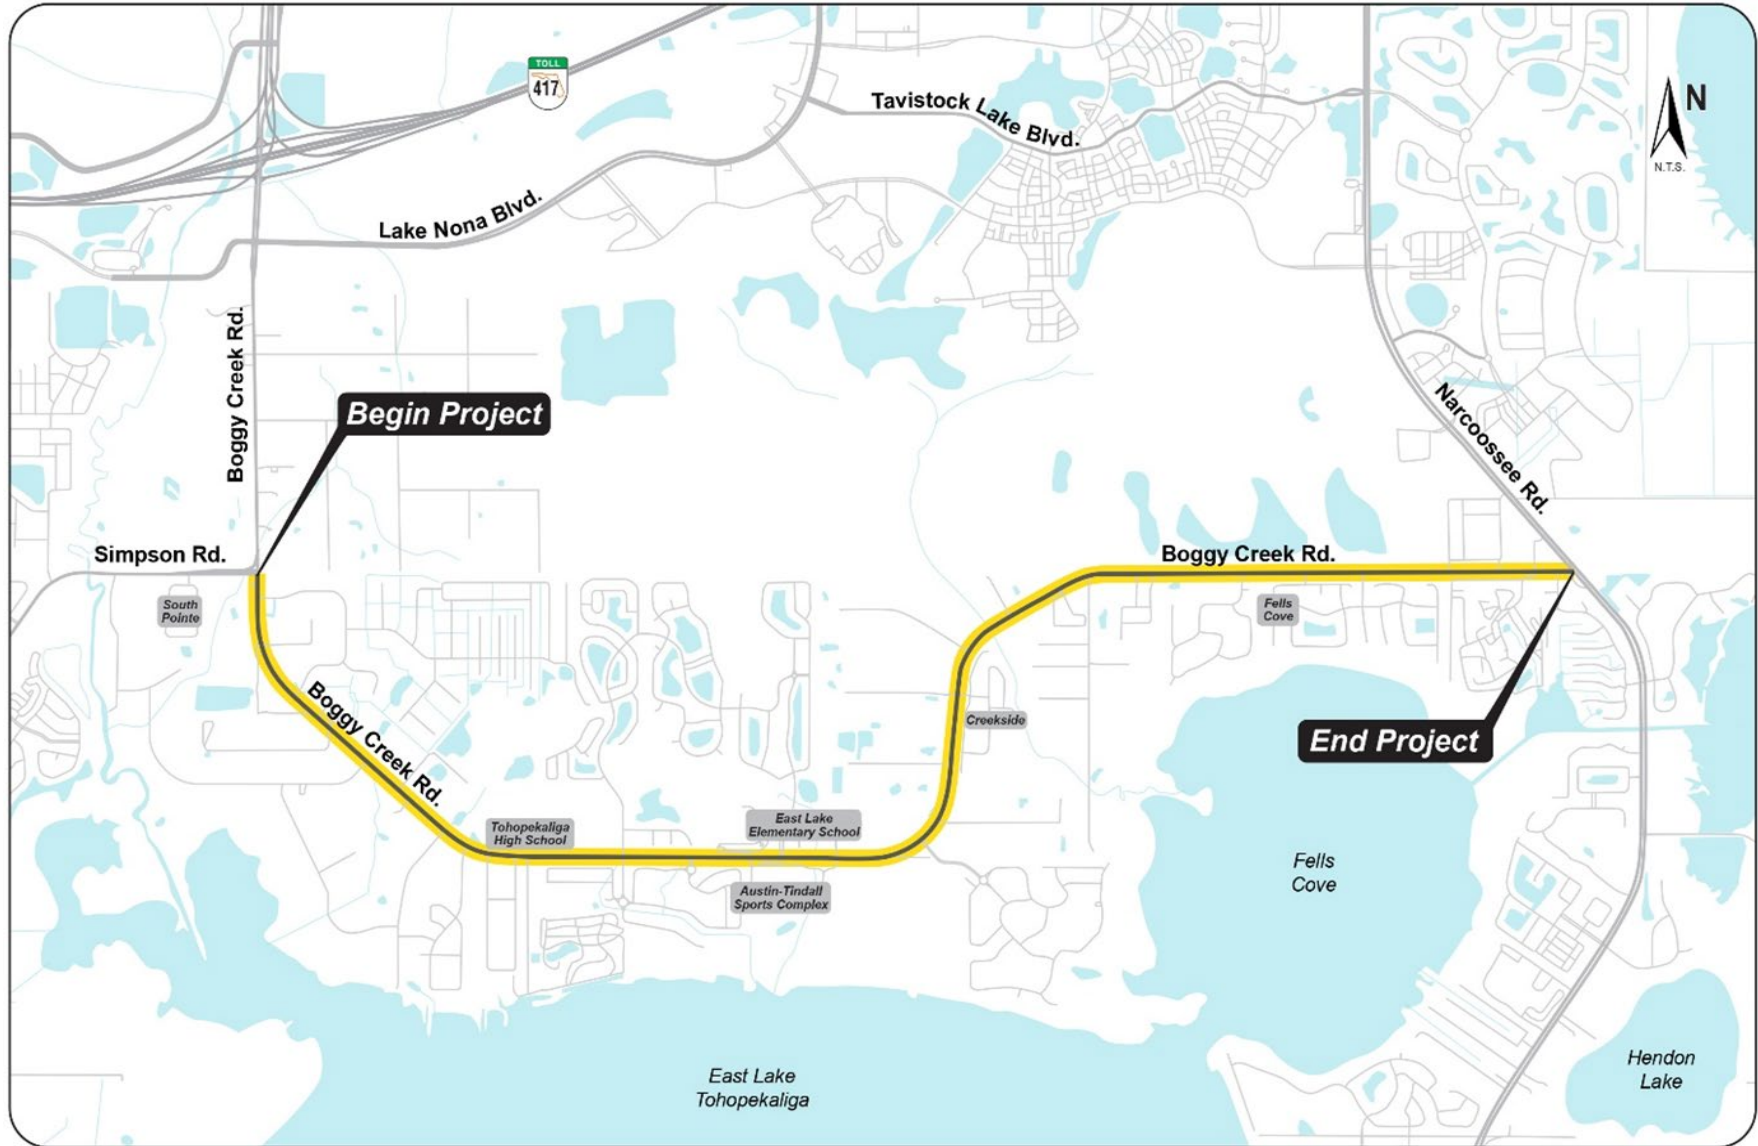 TOLL
417
Tavistock Lake Blvd.
N
N.T.S.
Lake Nona Blvd.
Boggy Creek Rd.
Begin Project
Narcoossee Rd.
Simpson Rd.
Boggy Creek Rd.
South
Pointe
Fells
Cove
Boggy Creek Rd.
Creekside
End Project
Tohopekaliga
High School
East Lake
Elementary School
Austin-Tindall
Sports Complex
Fells
Cove
East Lake
Tohopekaliga
Hendon
Lake